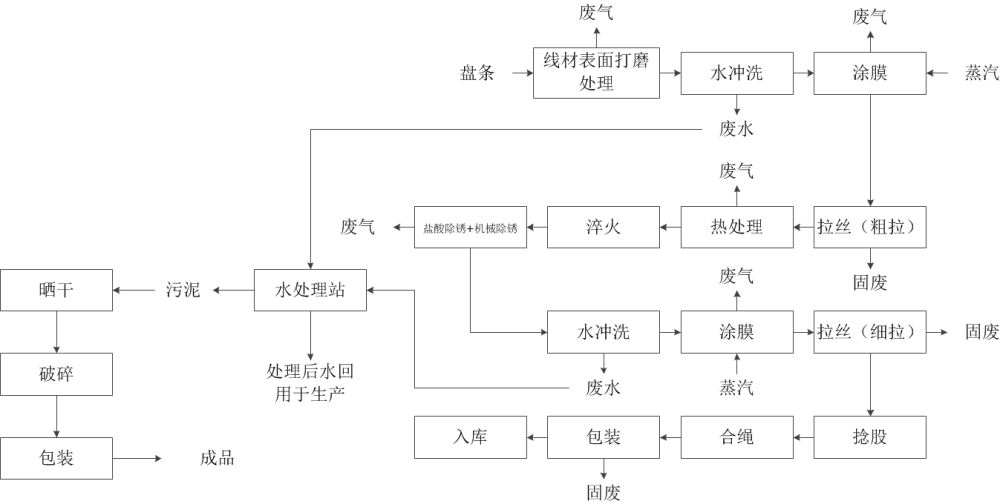 废气
废气
盘条
线材表面打磨
处理
水冲洗
涂膜
蒸汽
废水
废气
废气
盐酸除锈+机械除锈
淬火
热处理
拉丝（粗拉）
固废
晒干
污泥
水处理站
废气
水冲洗
涂膜
拉丝（细拉）
固废
破碎
处理后水回
用于生产
废水
蒸汽
入库
包装
合绳
捻股
包装
成品
固废